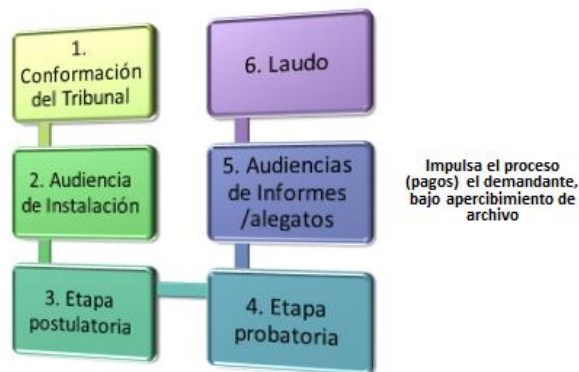 1.
Conformación
del Tribunal
2. Audiencia
de Instalación
3. Etapa
postulatoria
4. Etapa
probatoria
5. Audiencias
de Informes
/alegatos
6. Laudo
Impulsa el proceso
(pagos) el demandante,
bajo apercibimiento de
archivo